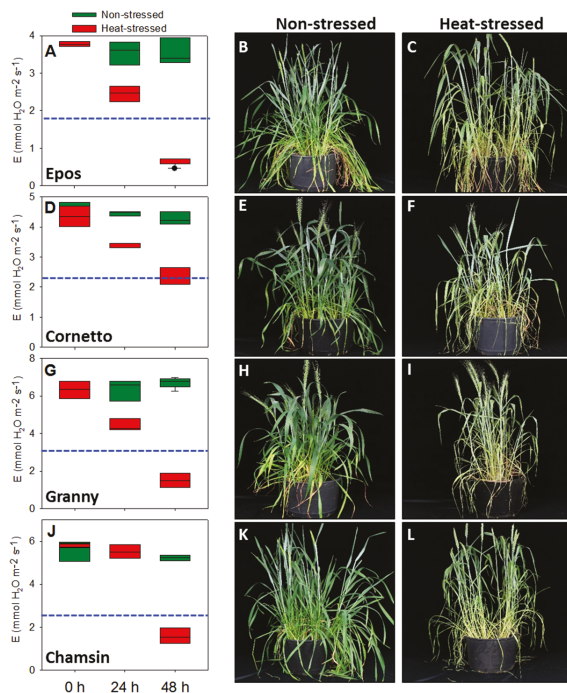 Non-stressed
Heat-stressed
Non-stressed
Heat-stressed
A
B
C
E (mmol H₂O m-2 s-1)
4
3
2
1
0
Epos
D
E
F
E (mmol H₂O m-2 s-1)
5
4
3
2
1
0
Cornetto
G
H
I
E (mmol H₂O m-2 s-1)
8
6
4
2
0
Granny
J
K
L
E (mmol H₂O m-2 s-1)
6
4
2
0
Chamsin
0 h
24 h
48 h